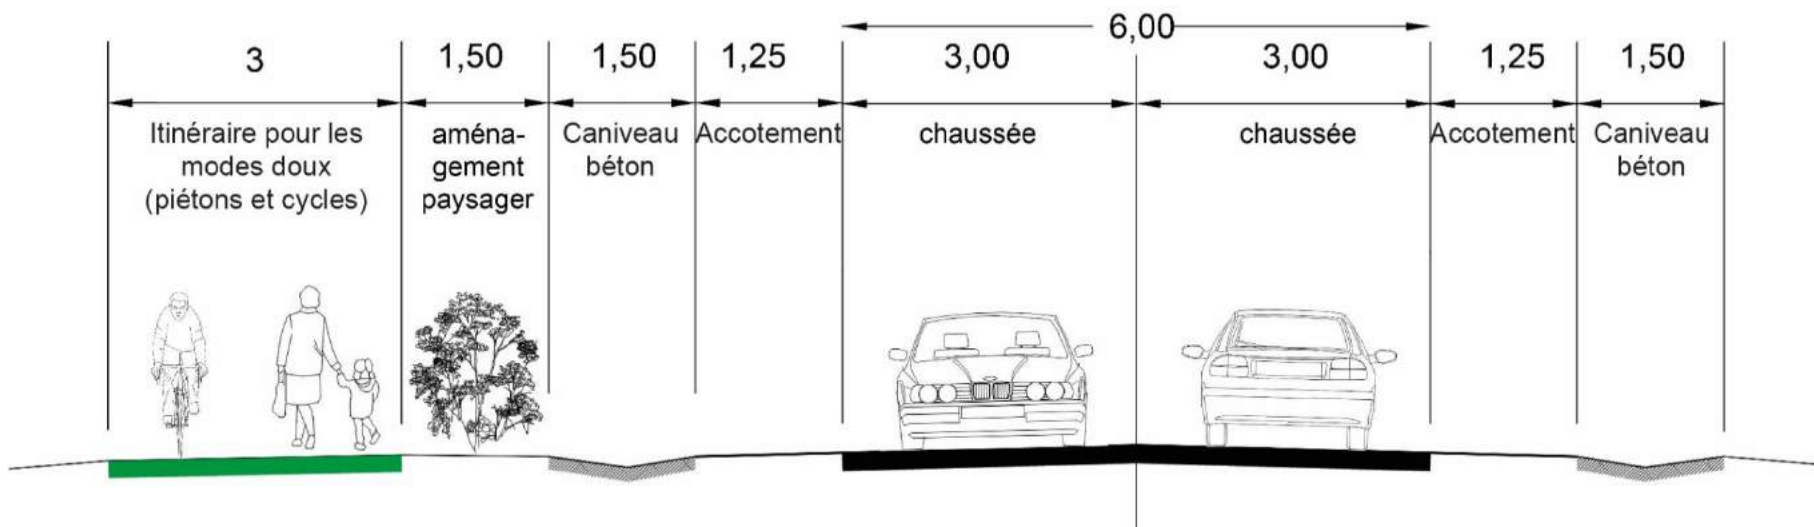 6,00
3 1,50 1,50 1,25 3,00 3,00 1,25 1,50
Itinéraire pour les
modes doux
(piétons et cycles)
aména-
gement
paysager
Caniveau
béton
Accotement
chaussée
chaussée
Accotement
Caniveau
béton